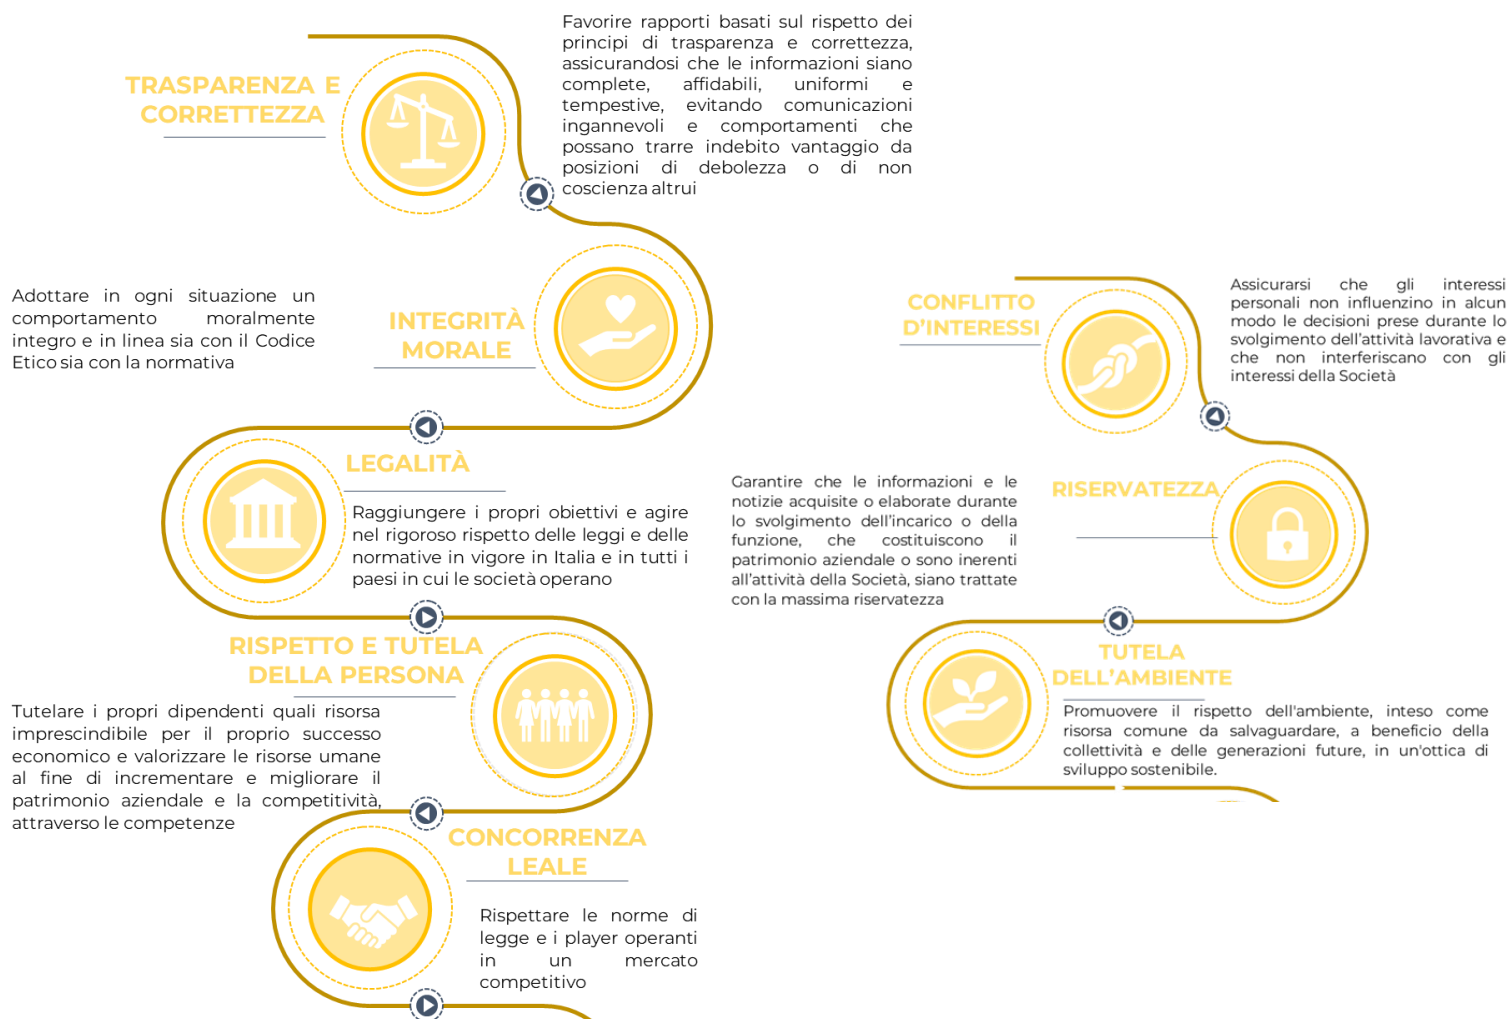 TRASPARENZA E
CORRETTEZZA
Favorire rapporti basati sul rispetto dei
principi di trasparenza e correttezza,
assicurandosi che le informazioni siano
complete, affidabili, uniformi e
tempestive, evitando comunicazioni
ingannevoli e comportamenti che
possano trarre indebito vantaggio da
posizioni di debolezza o di non
coscienza altrui
INTEGRITÀ
MORALE
Adottare in ogni situazione un
comportamento moralmente
integro e in linea sia con il Codice
Etico sia con la normativa
LEGALITÀ
Raggiungere i propri obiettivi e agire
nel rigoroso rispetto delle leggi e delle
normative in vigore in Italia e in tutti i
paesi in cui le società operano
RISPETTO E TUTELA
DELLA PERSONA
Tutelare i propri dipendenti quali risorsa
imprescindibile per il proprio successo
economico e valorizzare le risorse umane
al fine di incrementare e migliorare il
patrimonio aziendale e la competitività,
attraverso le competenze
CONCORRENZA
LEALE
Rispettare le norme di
legge e i player operanti
in un mercato
competitivo
CONFLITTO
D'INTERESSI
Assicurarsi che gli interessi
personali non influenzino in alcun
modo le decisioni prese durante lo
svolgimento dell'attività lavorativa e
che non interferiscano con gli
interessi della Società
RISERVATEZZA
Garantire che le informazioni e le
notizie acquisite o elaborate durante
lo svolgimento dell'incarico o della
funzione, che costituiscono il
patrimonio aziendale o sono inerenti
all'attività della Società, siano trattate
con la massima riservatezza
TUTELA
DELL'AMBIENTE
Promuovere il rispetto dell'ambiente, inteso come
risorsa comune da salvaguardare, a beneficio della
collettività e delle generazioni future, in un'ottica di
sviluppo sostenibile.